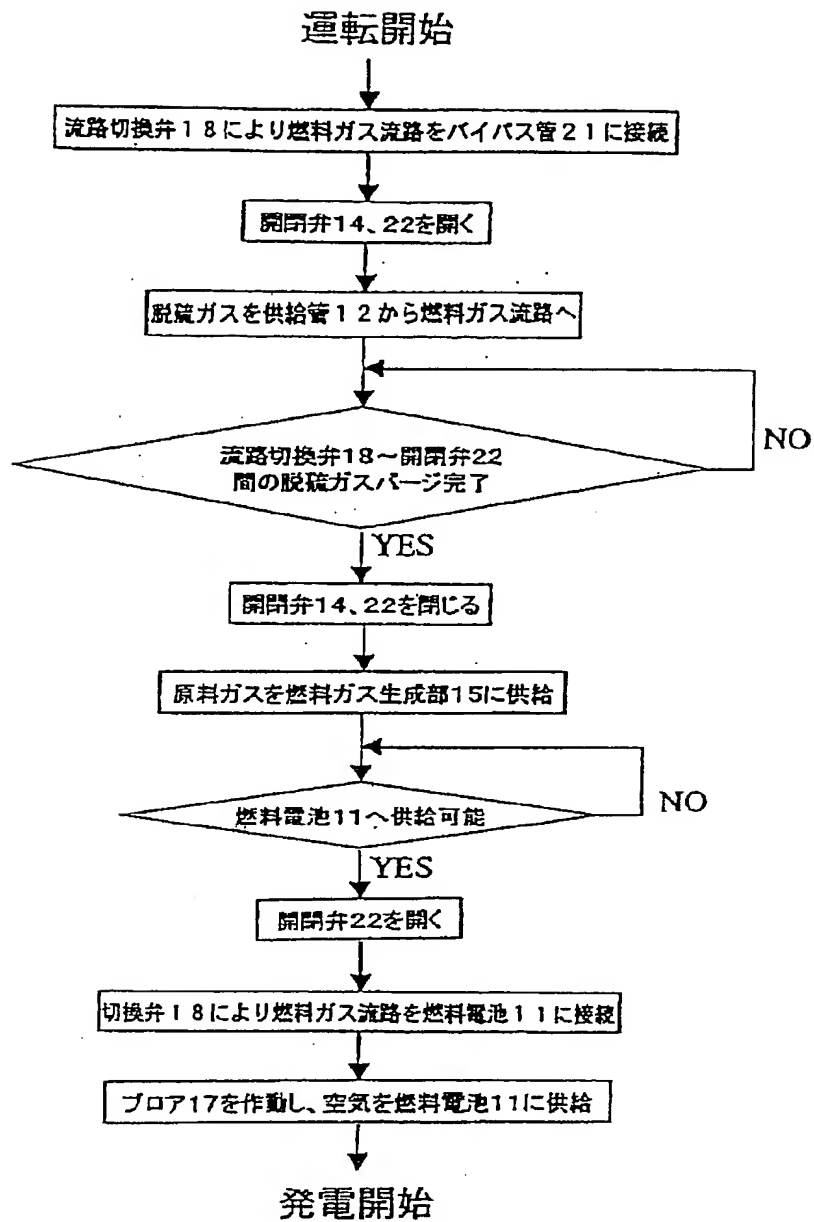 運転開始
流路切換弁18により燃料ガス流路をバイパス管21に接続
開閉弁14、22を開く
脱硫ガスを供給管12から燃料ガス流路へ
流路切換弁18～開閉弁22
間の脱硫ガスパージ完了
NO
YES
開閉弁14、22を閉じる
原料ガスを燃料ガス生成部15に供給
燃料電池11へ供給可能
NO
YES
開閉弁22を開く
切換弁18により燃料ガス流路を燃料電池11に接続
ブロア17を作動し、空気を燃料電池11に供給
発電開始